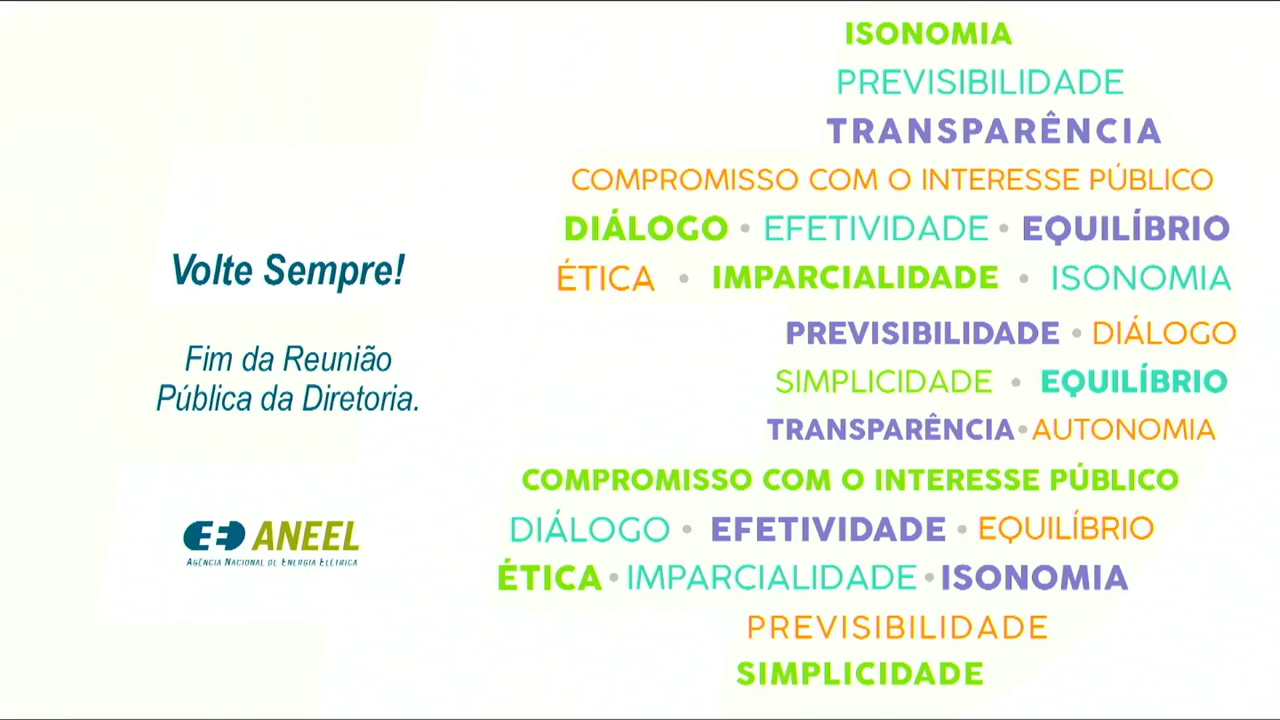 Volte Sempre!
Fim da Reunião
Pública da Diretoria.
ANEEL
AGÊNCIA NACIONAL DE ENERGIA ELÉTRICA
ISONOMIA
PREVISIBILIDADE
TRANSPARÊNCIA
COMPROMISSO COM O INTERESSE PÚBLICO
DIÁLOGO • EFETIVIDADE • EQUILÍBRIO
ÉTICA • IMPARCIALIDADE • ISONOMIA
PREVISIBILIDADE • DIÁLOGO
SIMPLICIDADE • EQUILÍBRIO
TRANSPARÊNCIA • AUTONOMIA
COMPROMISSO COM O INTERESSE PÚBLICO
DIÁLOGO • EFETIVIDADE • EQUILÍBRIO
ÉTICA • IMPARCIALIDADE • ISONOMIA
PREVISIBILIDADE
SIMPLICIDADE